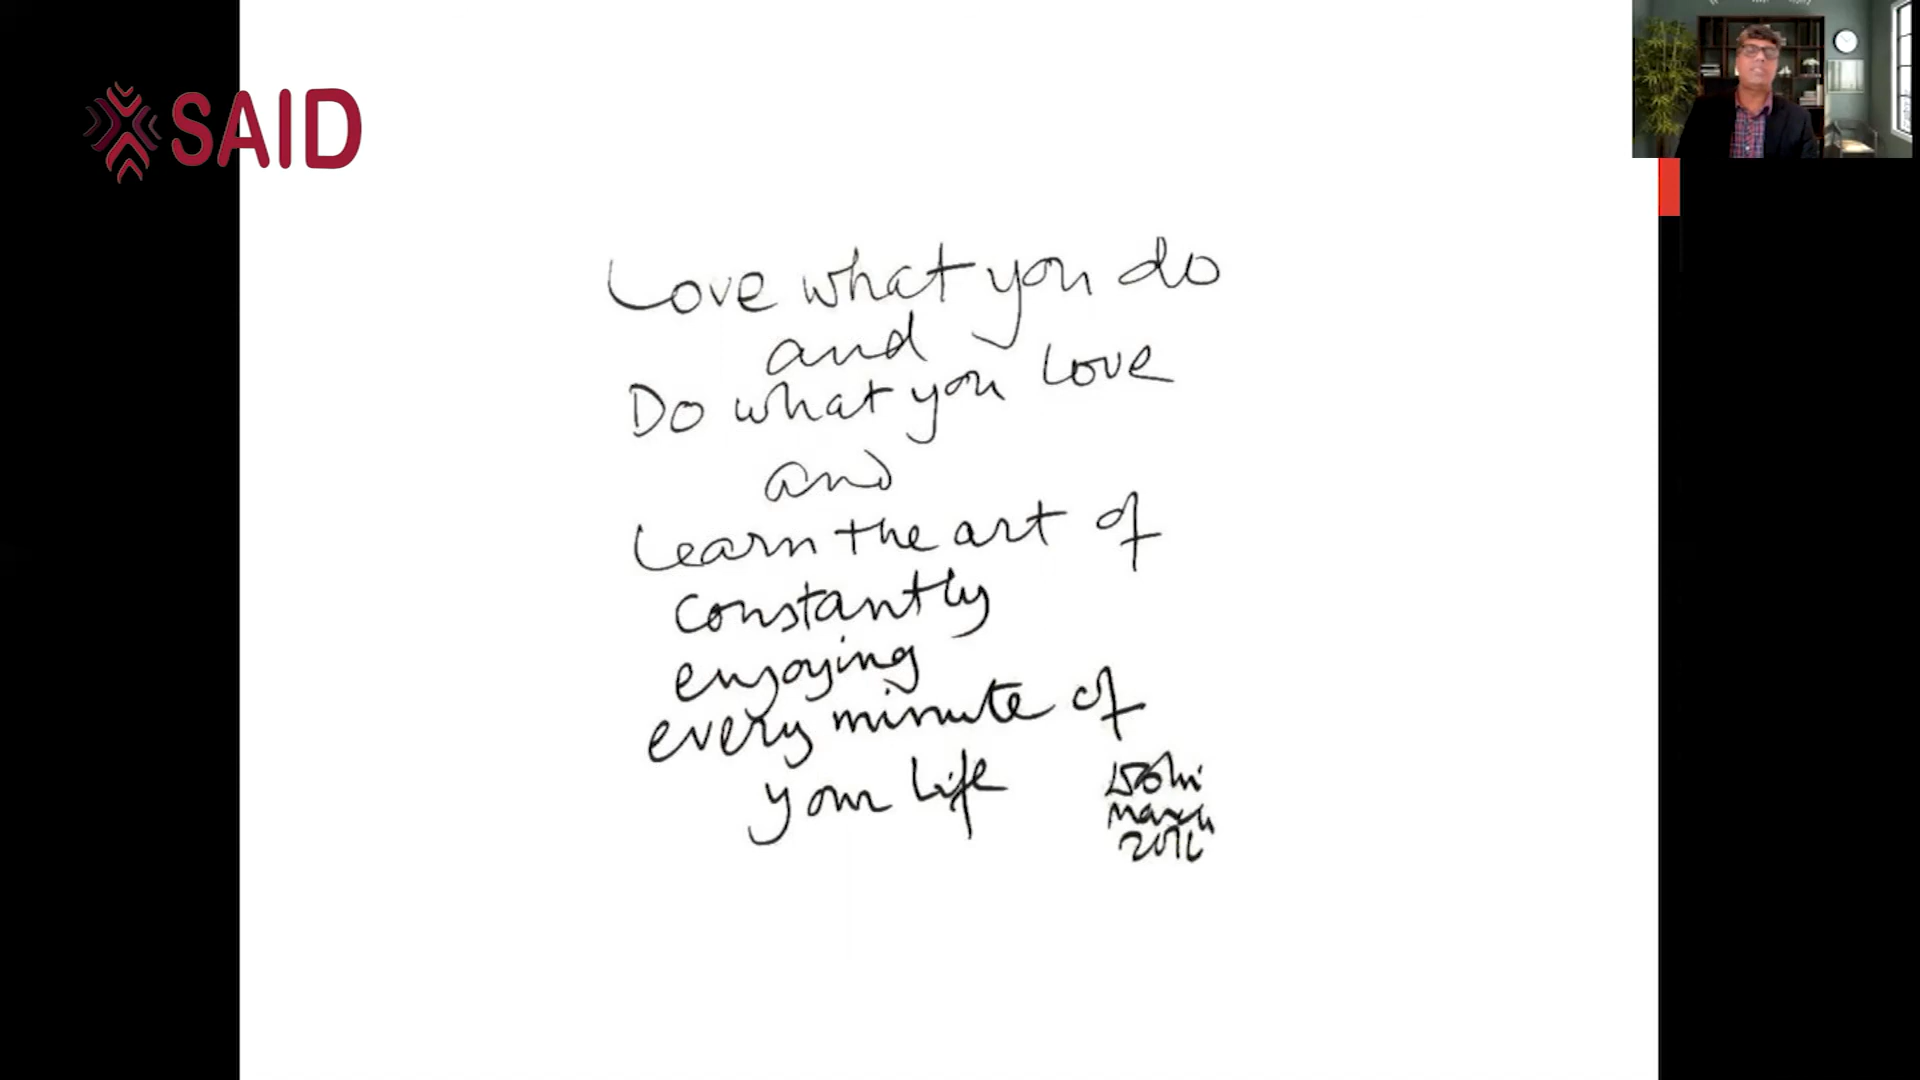 SAID
Love what you do
and
Do what you love
and
Learn the art of
constantly
enjoying
every minute of
your life
March